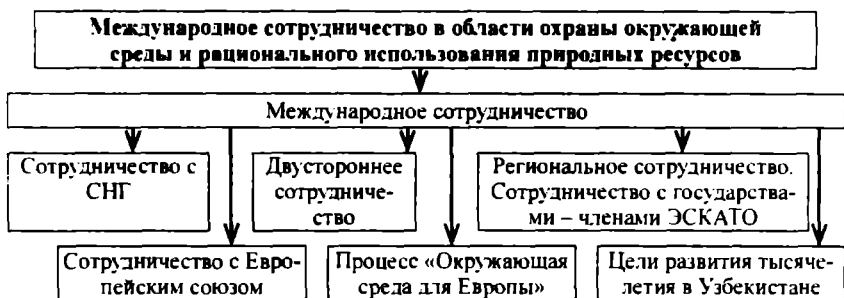 Международное сотрудничество в области охраны окружающей
среды и рационального использования природных ресурсов
Международное сотрудничество
Сотрудничество с
СНГ
Двустороннее
сотрудниче-
ство
Региональное сотрудничество.
Сотрудничество с государства-
ми – членами ЭСКАТО
Сотрудничество с Евро-
пейским союзом
Процесс «Окружающая
среда для Европы»
Цели развития тысяче-
летия в Узбекистане